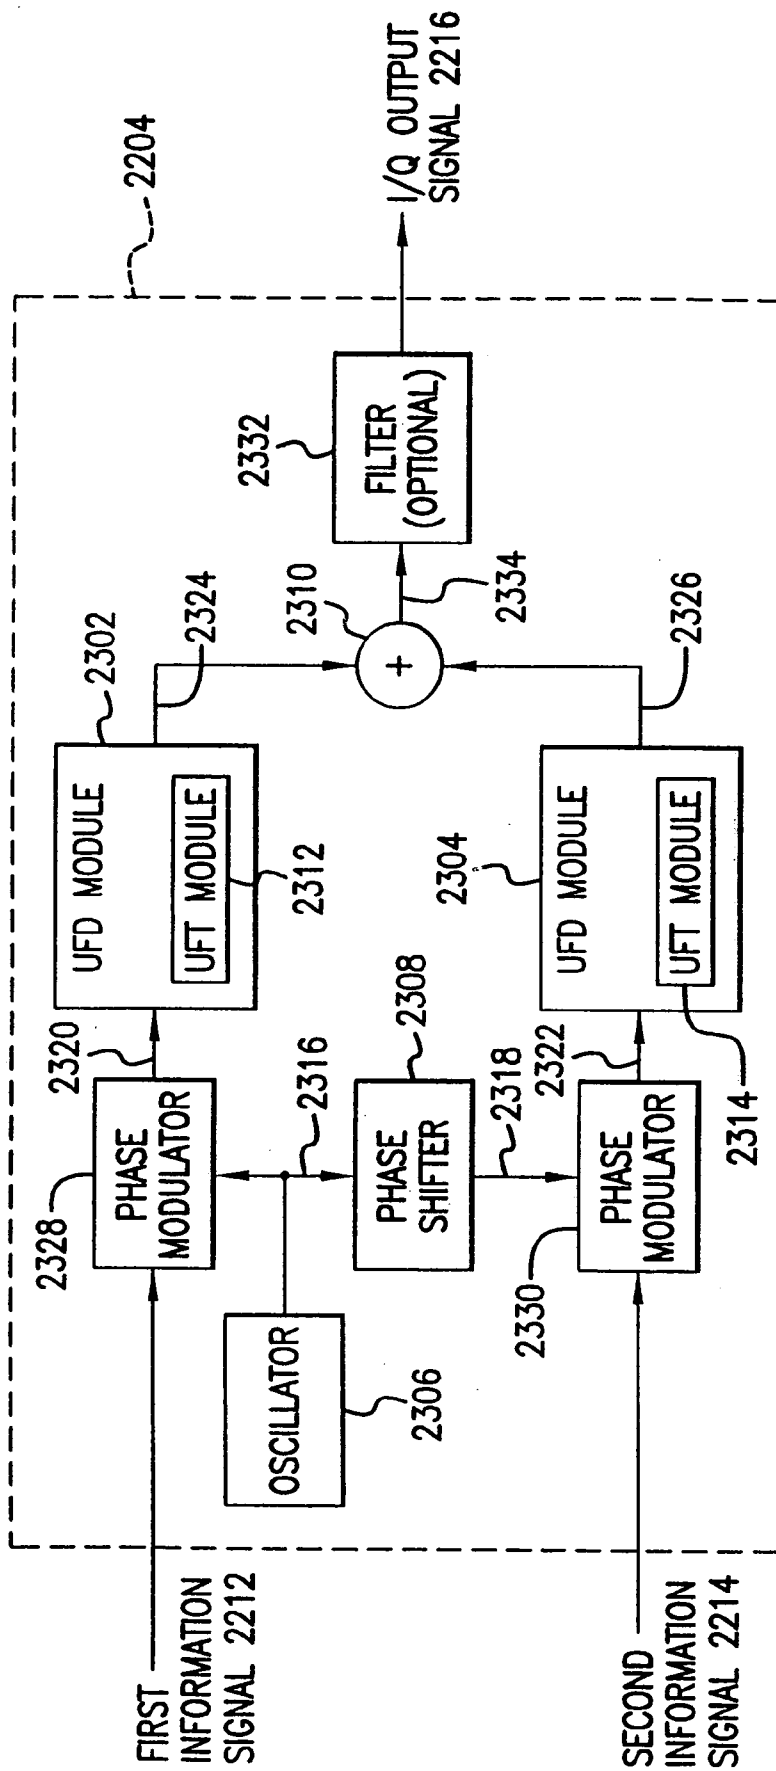 2204
2302
UFD MODULE
UFT MODULE
2312
2324
2320
2328
PHASE
MODULATOR
FIRST
INFORMATION
SIGNAL 2212
2316
OSCILLATOR
2306
PHASE
SHIFTER
2308
2318
2310
+
2334
2332
FILTER
(OPTIONAL)
I/Q OUTPUT
SIGNAL 2216
2304
UFD MODULE
UFT MODULE
2314
2326
2322
2330
PHASE
MODULATOR
SECOND
INFORMATION
SIGNAL 2214